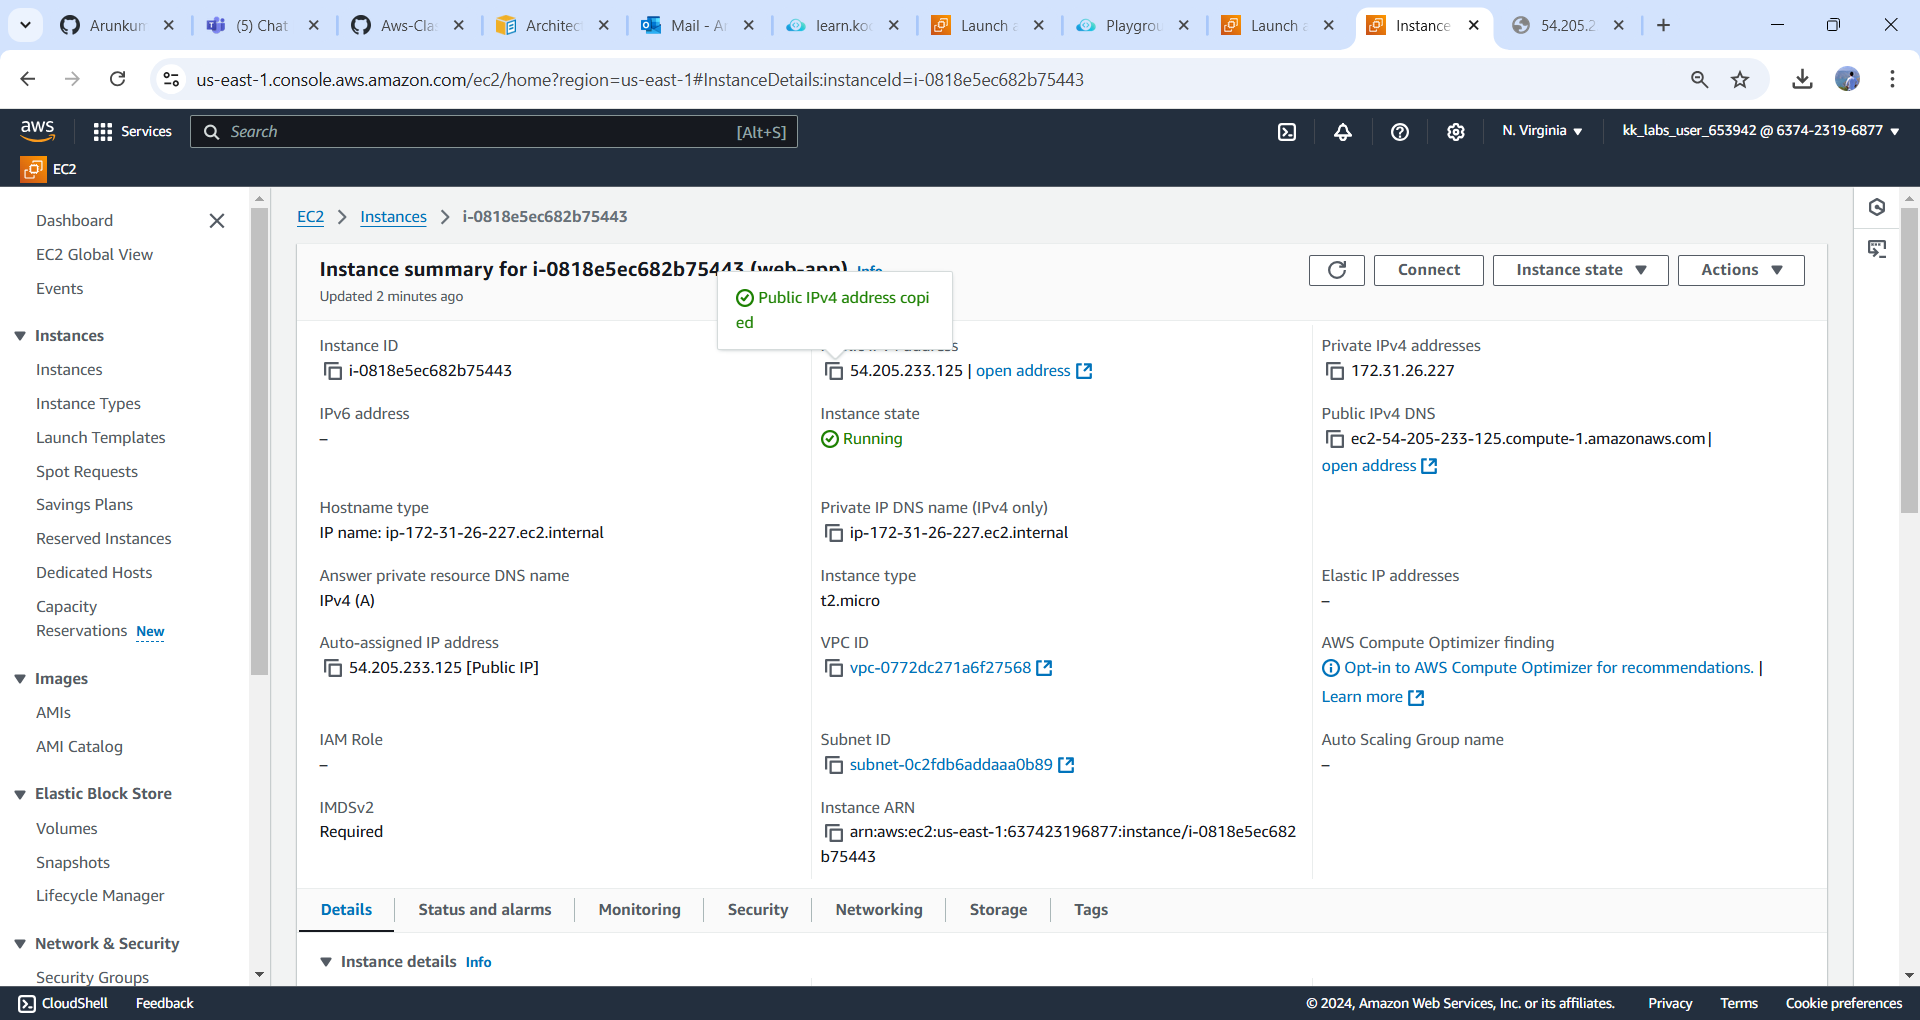 Arunkum
(5) Chat
Aws-Cla
Architect
Mail - Ar
learn.ko
Launch a
Playgrou
Launch a
Instance
54.205.2
us-east-1.console.aws.amazon.com/ec2/home?region=us-east-1#InstanceDetails:instanceId=i-0818e5ec682b75443
aws
Services
Search
[Alt+S]
N. Virginia
kk_labs_user_653942 @ 6374-2319-6877
EC2
Dashboard
EC2 Global View
Events
Instances
Instances
Instance Types
Launch Templates
Spot Requests
Savings Plans
Reserved Instances
Dedicated Hosts
Capacity
Reservations New
Images
AMIs
AMI Catalog
Elastic Block Store
Volumes
Snapshots
Lifecycle Manager
Network & Security
Security Groups
EC2 > Instances > i-0818e5ec682b75443
Instance summary for i-0818e5ec682b75443 (web-app) Info
Updated 2 minutes ago
Connect
Instance state
Actions
Public IPv4 address copi
ed
Instance ID
i-0818e5ec682b75443
54.205.233.125 | open address
Private IPv4 addresses
172.31.26.227
IPv6 address
–
Instance state
Running
Public IPv4 DNS
ec2-54-205-233-125.compute-1.amazonaws.com |
open address
Hostname type
IP name: ip-172-31-26-227.ec2.internal
Private IP DNS name (IPv4 only)
ip-172-31-26-227.ec2.internal
Answer private resource DNS name
IPv4 (A)
Instance type
t2.micro
Elastic IP addresses
–
Auto-assigned IP address
54.205.233.125 [Public IP]
VPC ID
vpc-0772dc271a6f27568
AWS Compute Optimizer finding
Opt-in to AWS Compute Optimizer for recommendations. |
Learn more
IAM Role
–
Subnet ID
subnet-0c2fdb6addaaa0b89
Auto Scaling Group name
–
IMDSv2
Required
Instance ARN
arn:aws:ec2:us-east-1:637423196877:instance/i-0818e5ec682
b75443
Details
Status and alarms
Monitoring
Security
Networking
Storage
Tags
Instance details Info
CloudShell
Feedback
© 2024, Amazon Web Services, Inc. or its affiliates.
Privacy
Terms
Cookie preferences